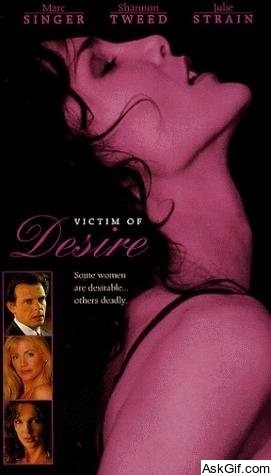 Marc Shannon Julie
SINGER TWEED STRAIN
VICTIM OF
Desire
Some women
are desirable...
others deadly.
AskGif.com